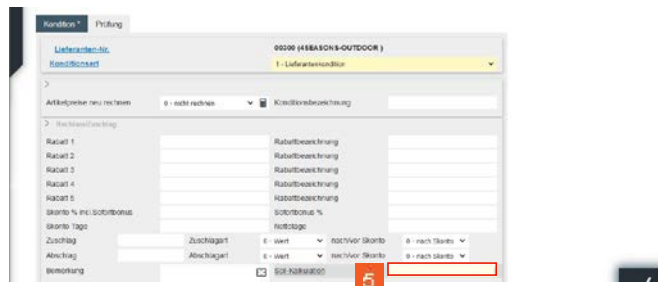 Kondition * Prüfung
Lieferanten-Nr. 00300 (4SEASONS-OUTDOOR )
Konditionsart 1 - Lieferantenkondition
Artikelpreise neu rechnen 0 - nicht rechnen Konditionsbezeichnung
Rabatt 1 Rabattbezeichnung
Rabatt 2 Rabattbezeichnung
Rabatt 3 Rabattbezeichnung
Rabatt 4 Rabattbezeichnung
Rabatt 5 Rabattbezeichnung
Skonto % incl.Sofortbonus Sofortbonus %
Skonto Tage Nettotage
Zuschlag Zuschlagart 0 - Wert nach/vor Skonto 0 - nach Skonto
Abschlag Abschlagart 0 - Wert nach/vor Skonto 0 - nach Skonto
Bemerkung Soll-Kalkulation
5